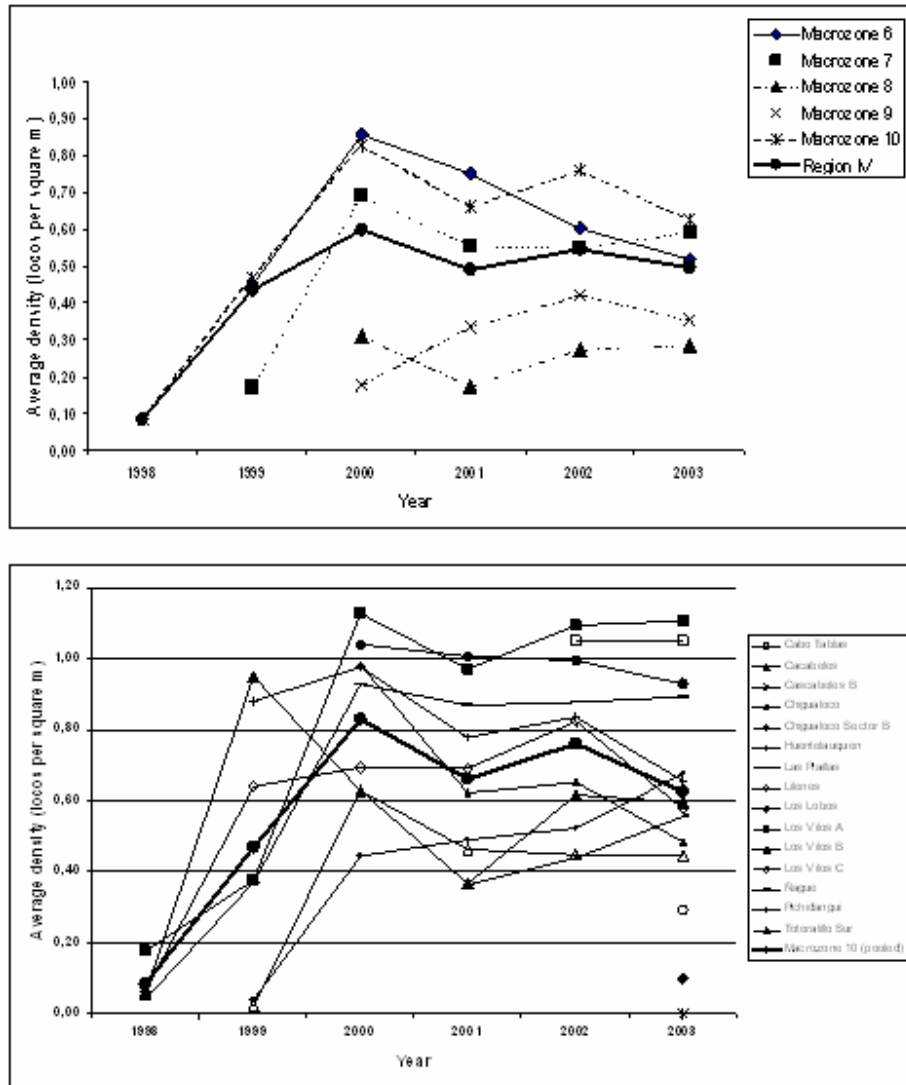 Macrozone 6
Macrozone 7
Macrozone 8
Macrozone 9
Macrozone 10
Region IV
Average density (locos per square m)
1,00
0,90
0,80
0,70
0,60
0,50
0,40
0,30
0,20
0,10
0,00
1998
1999
2000
2001
2002
2003
Year
Average density (locos per square m)
1,20
1,00
0,80
0,60
0,40
0,20
0,00
1998
1999
2000
2001
2002
2003
Year
Cabo Tablas
Cascabeles B
Chigualoco
Chigualoco Sector B
Huentelauquen
Los Lobos
Los Vilos A
Los Vilos B
Los Vilos C
Ñague
Pichidangui
Totoralillo Sur
Macrozone 10 (pooled)